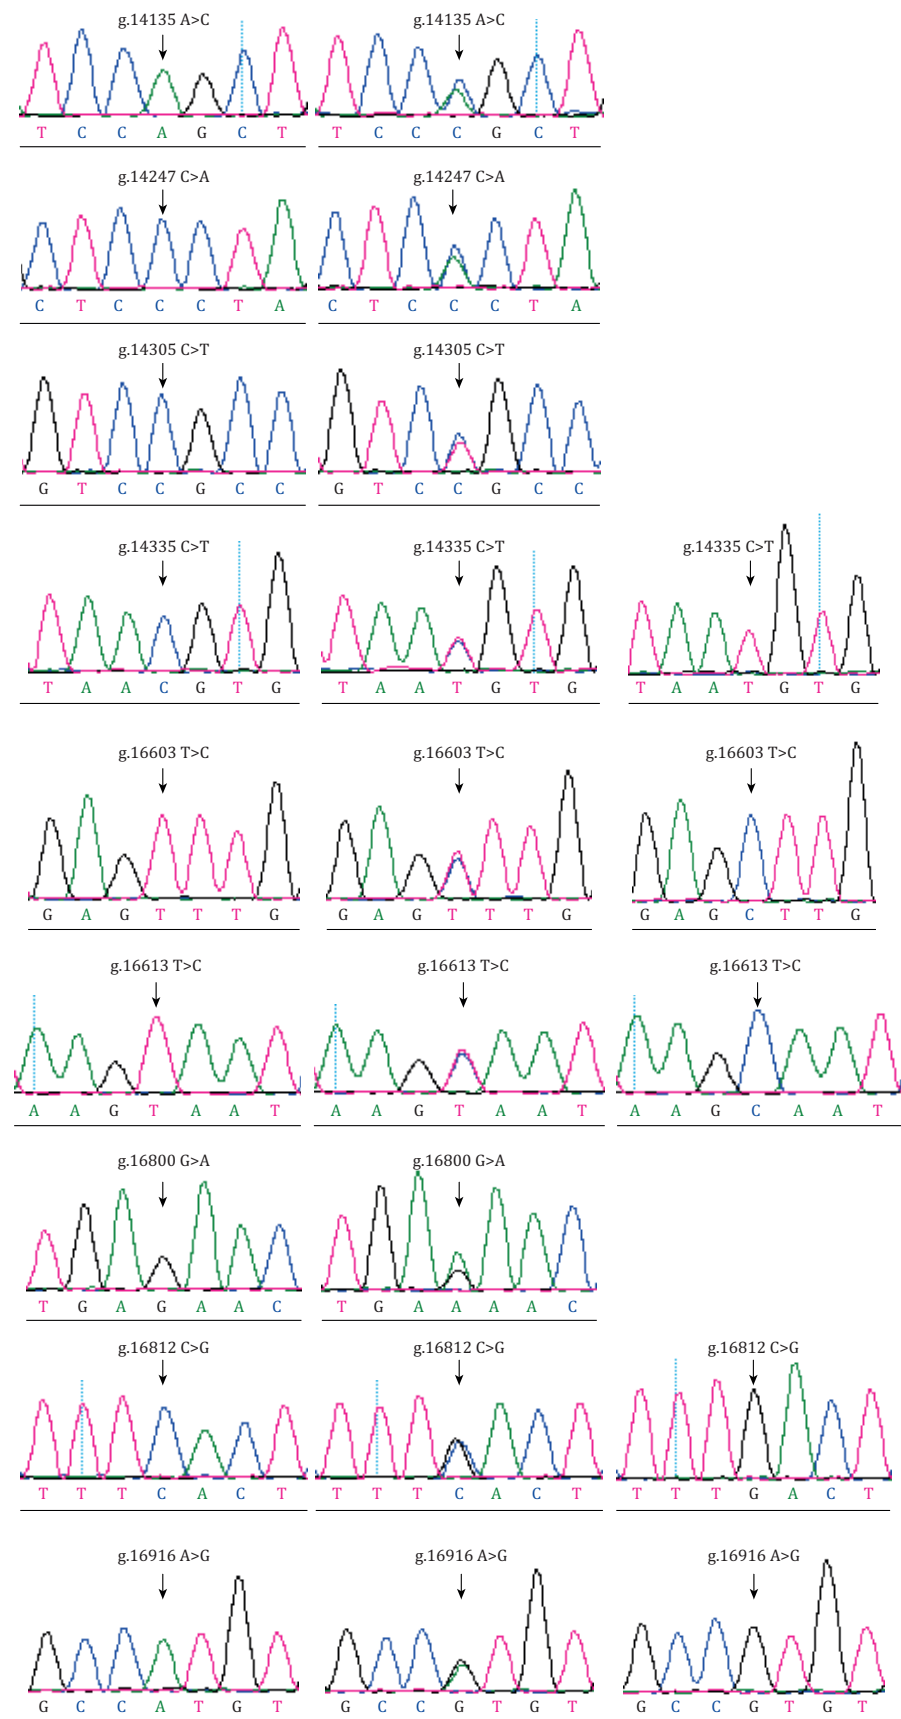 g.14135 A>C g.14135 A>C
T C C A G C T T C C C G C T
g.14247 C>A g.14247 C>A
C T C C C T A C T C C C T A
g.14305 C>T g.14305 C>T
G T C C G C C G T C C G C C
g.14335 C>T g.14335 C>T g.14335 C>T
T A A C G T G T A A T G T G T A A T G T G
g.16603 T>C g.16603 T>C g.16603 T>C
G A G T T T G G A G T T T G G A G C T T G
g.16613 T>C g.16613 T>C g.16613 T>C
A A G T A A T A A G T A A T A A G C A A T
g.16800 G>A g.16800 G>A
T G A G A A C T G A A A A C
g.16812 C>G g.16812 C>G g.16812 C>G
T T T C A C T T T T C A C T T T T G A C T
g.16916 A>G g.16916 A>G g.16916 A>G
G C C A T G T G C C G T G T G C C G T G T